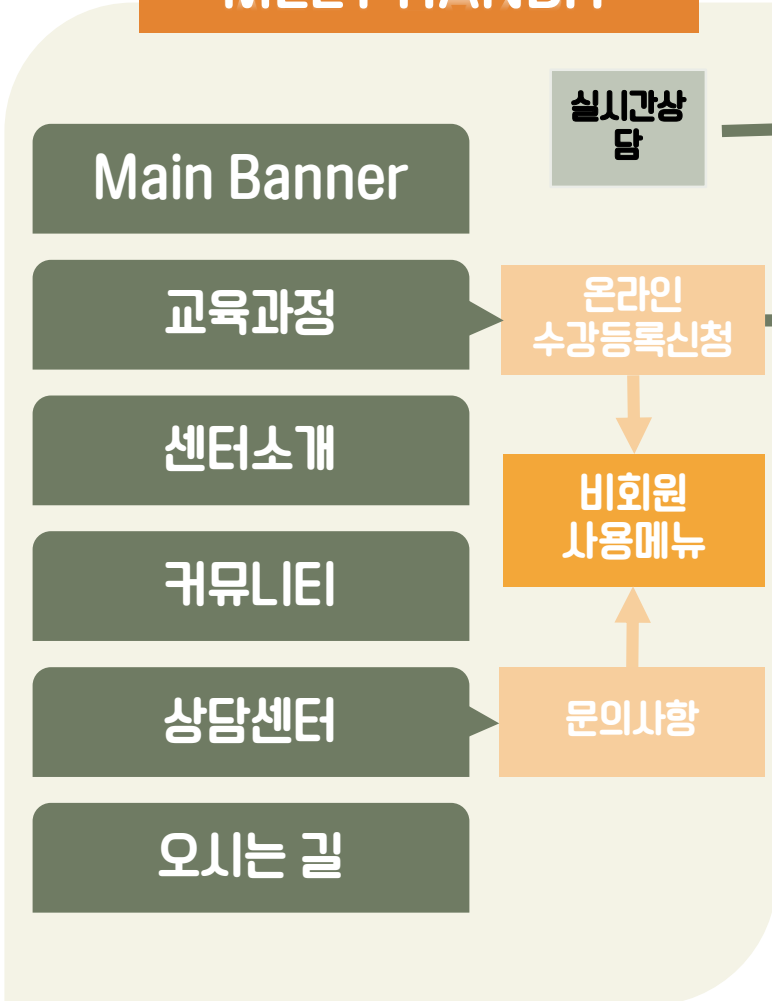 실시간상
담
Main Banner
교육과정
온라인
수강등록신청
센터소개
비회원
사용메뉴
커뮤니티
상담센터
문의사항
오시는 길